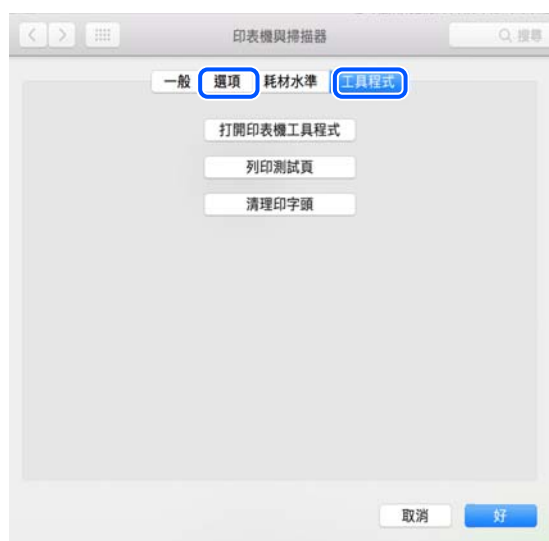 印表機與掃描器
搜尋
一般 選項 耗材水準 工具程式
打開印表機工具程式
列印測試頁
清理印字頭
取消 好